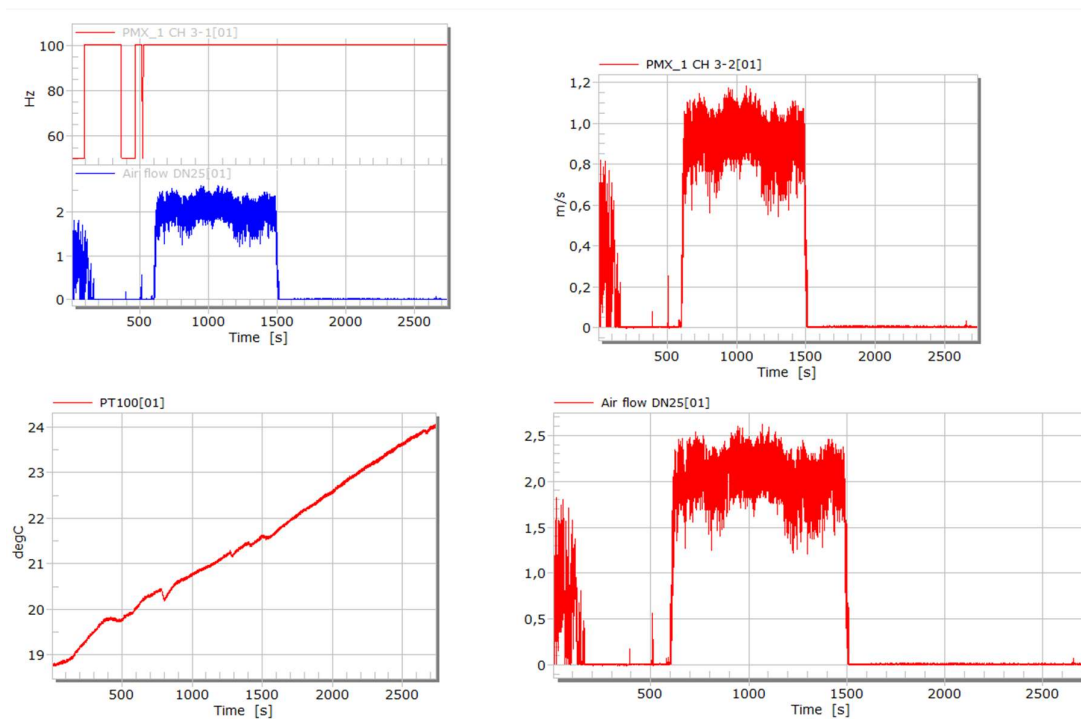 PMX_1 CH 3-1[01]
100
80
60
Hz
Air flow DN25[01]
2
1
0
500 1000 1500 2000 2500
Time [s]
PMX_1 CH 3-2[01]
1,2
1,0
0,8
0,6
0,4
0,2
0
m/s
500 1000 1500 2000 2500
Time [s]
PT100[01]
24
23
22
21
20
19
degC
500 1000 1500 2000 2500
Time [s]
Air flow DN25[01]
2,5
2,0
1,5
1,0
0,5
0
500 1000 1500 2000 2500
Time [s]